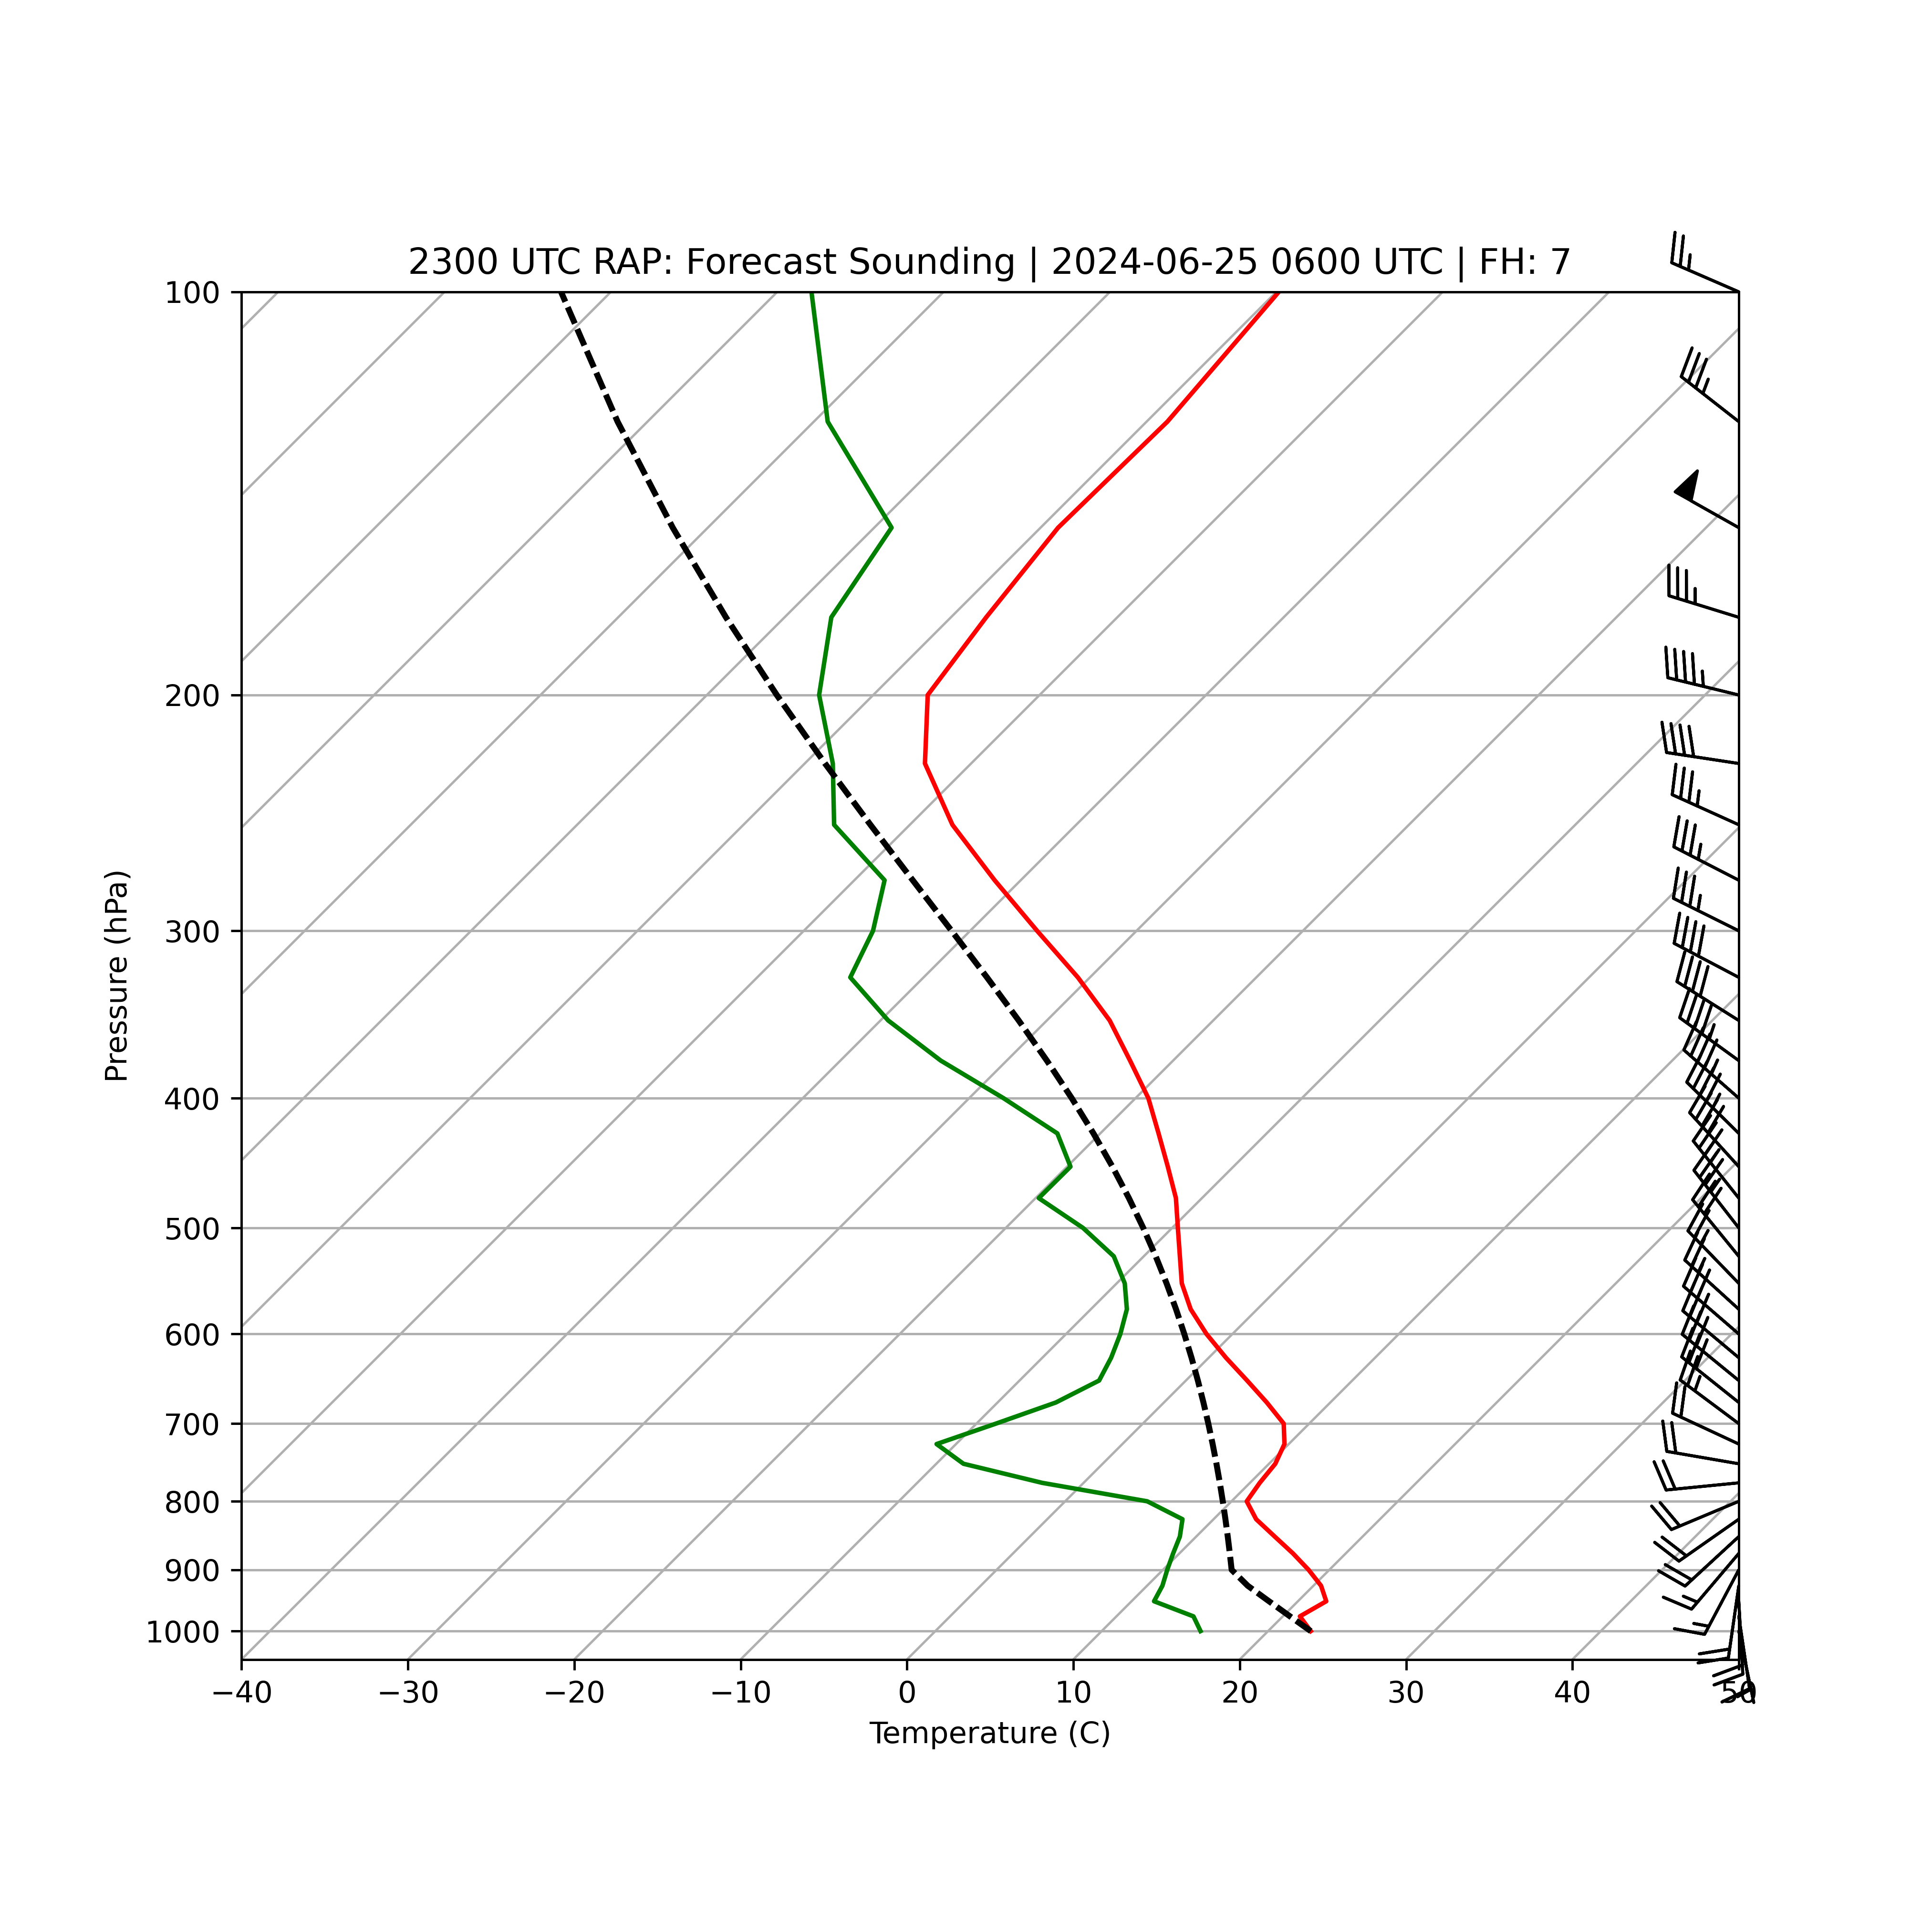 2300 UTC RAP: Forecast Sounding | 2024-06-25 0600 UTC | FH: 7
Pressure (hPa)
100
200
300
400
500
600
700
800
900
1000
−40 −30 −20 −10 0 10 20 30 40 50
Temperature (C)